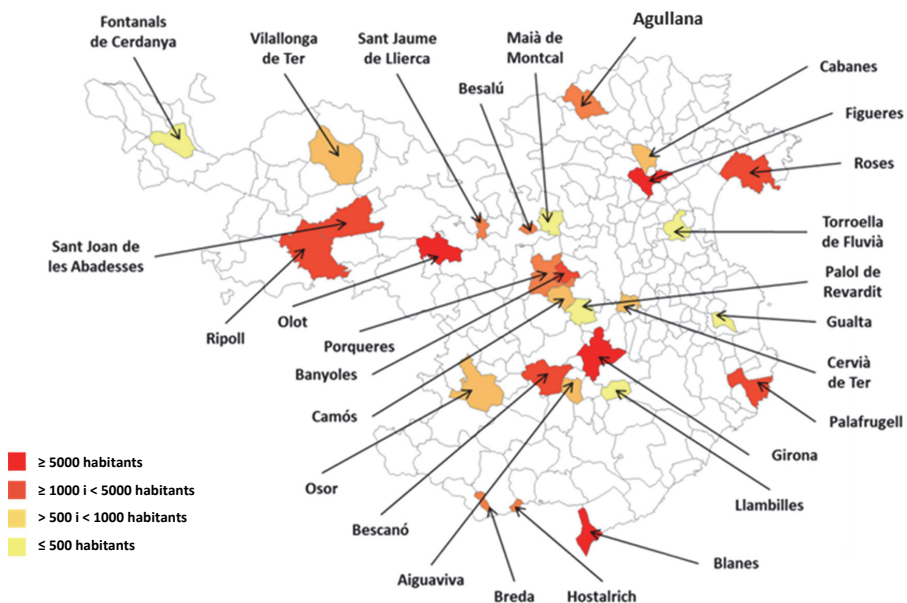 Fontanals
de Cerdanya
Vilallonga
de Ter
Sant Jaume
de Llierca
Besalú
Maià de
Montcal
Agullana
Cabanes
Figueres
Roses
Torroella
de Fluvià
Palol de
Revardit
Gualta
Cervià
de Ter
Palafrugell
Girona
Llambilles
Blanes
Hostalrich
Breda
Aiguaviva
Bescanó
Osor
Camós
Banyoles
Porqueres
Olot
Ripoll
Sant Joan de
les Abadesses
≥ 5000 habitants
≥ 1000 i < 5000 habitants
> 500 i < 1000 habitants
≤ 500 habitants